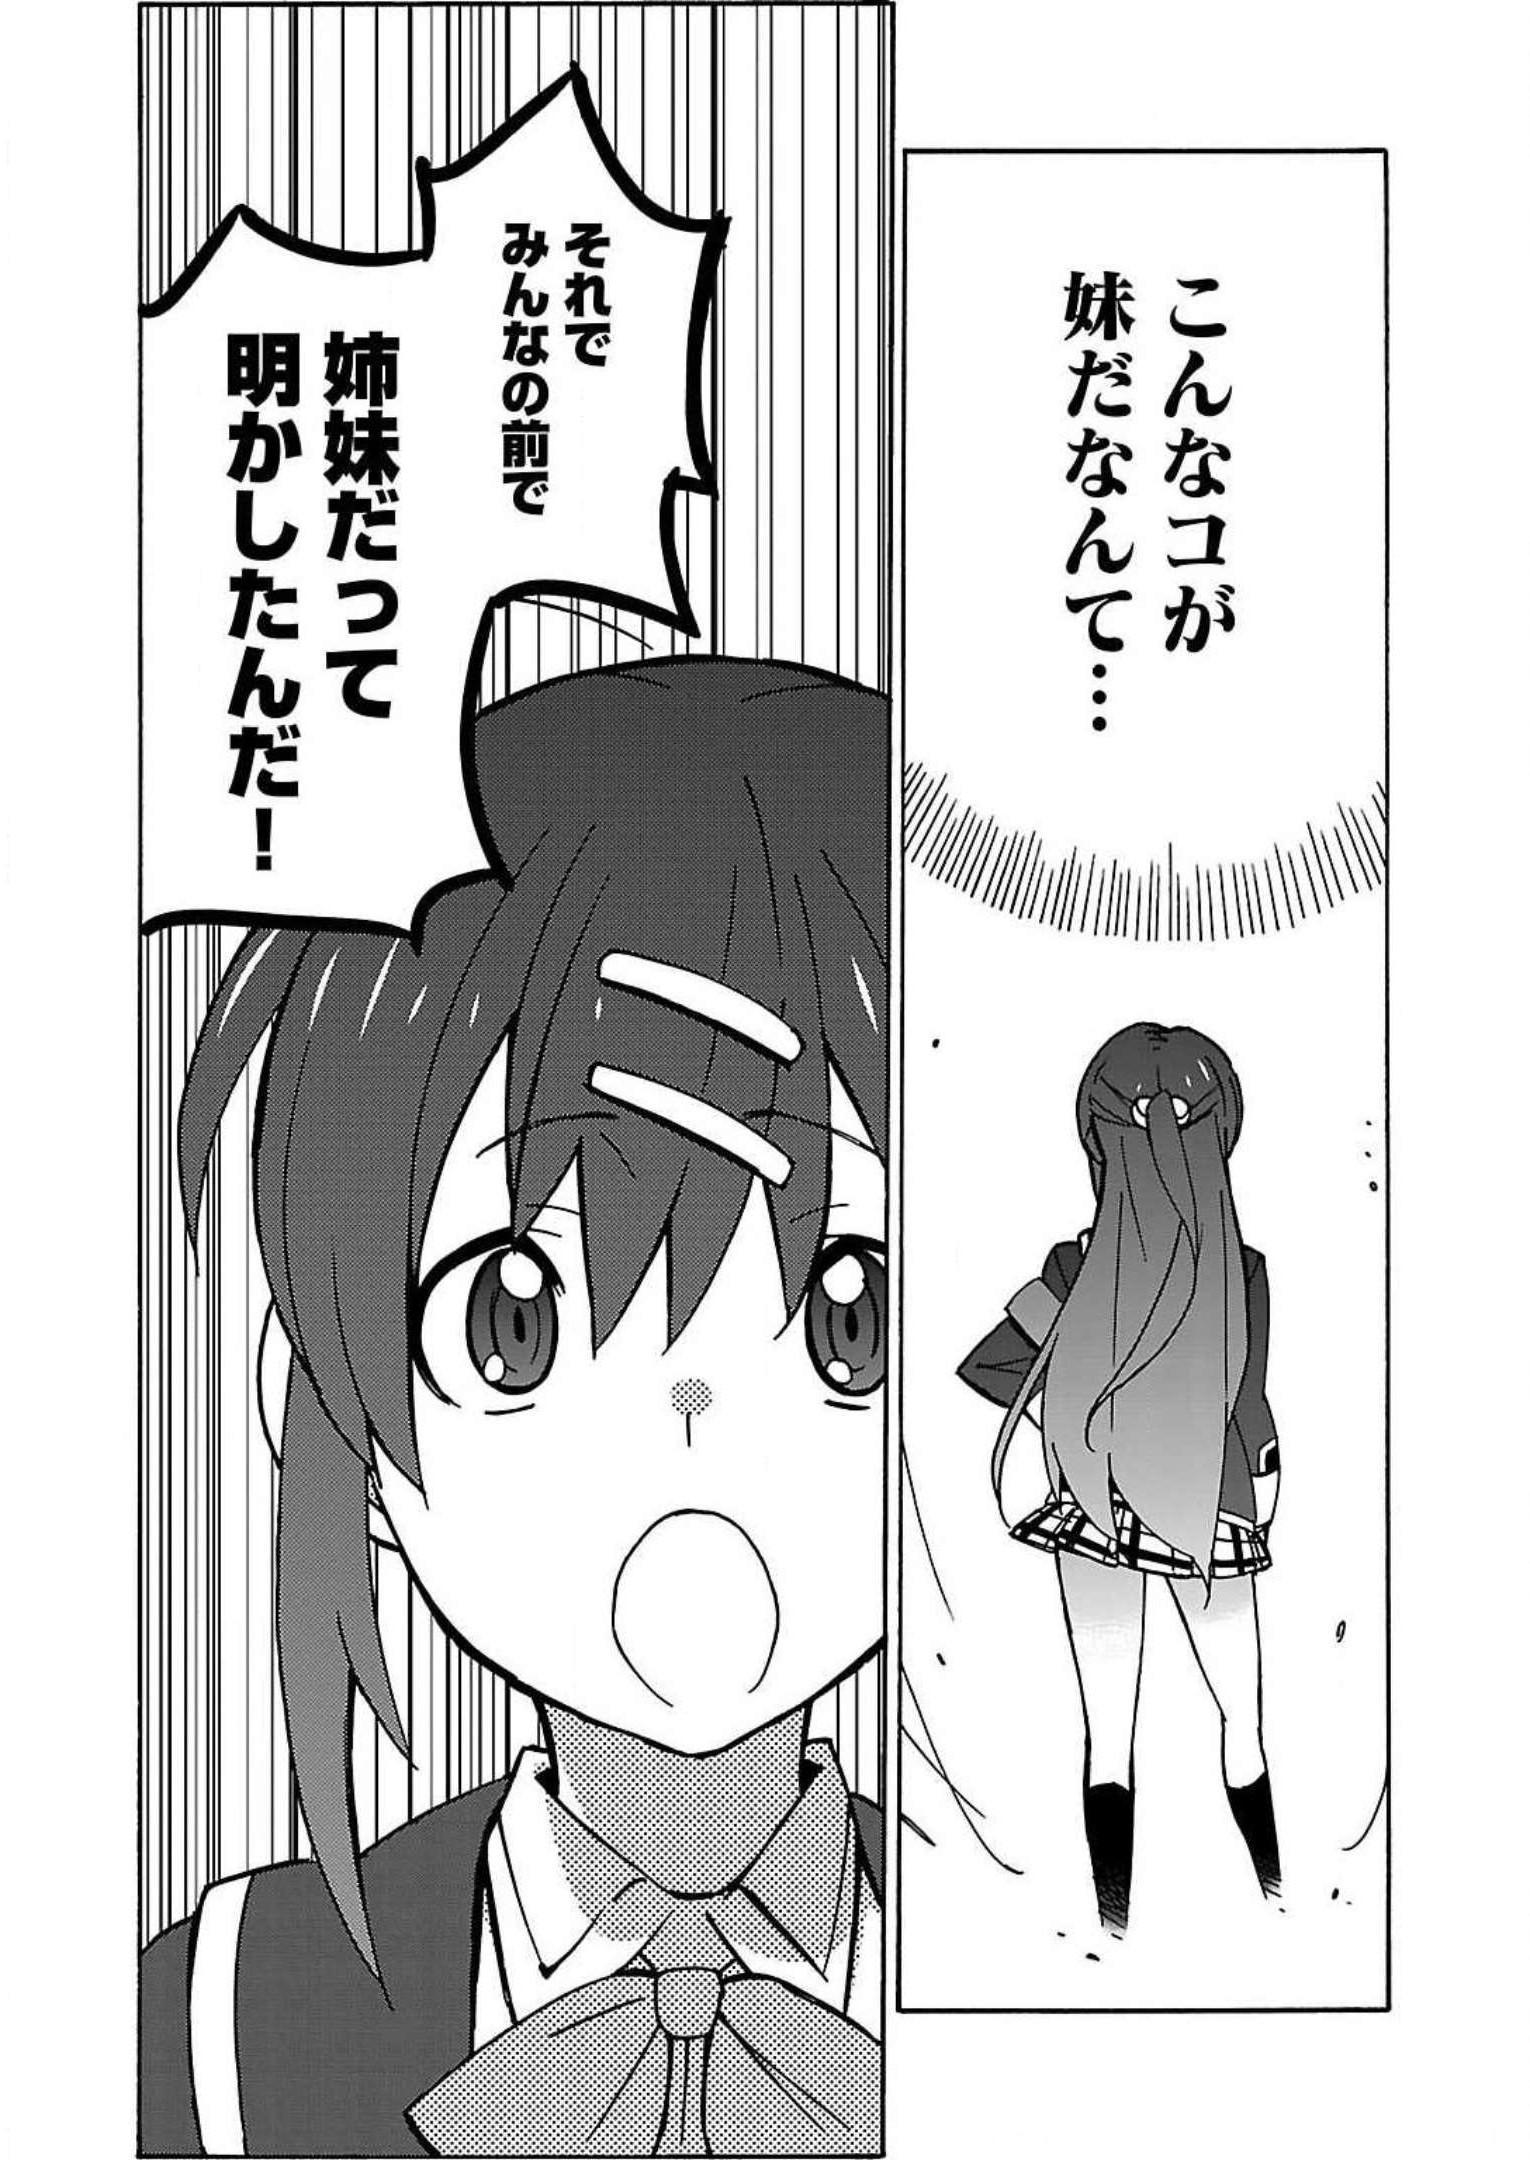 こんなコが
妹だなんて…
それで
みんなの前で
姉妹だって
明かしたんだ！